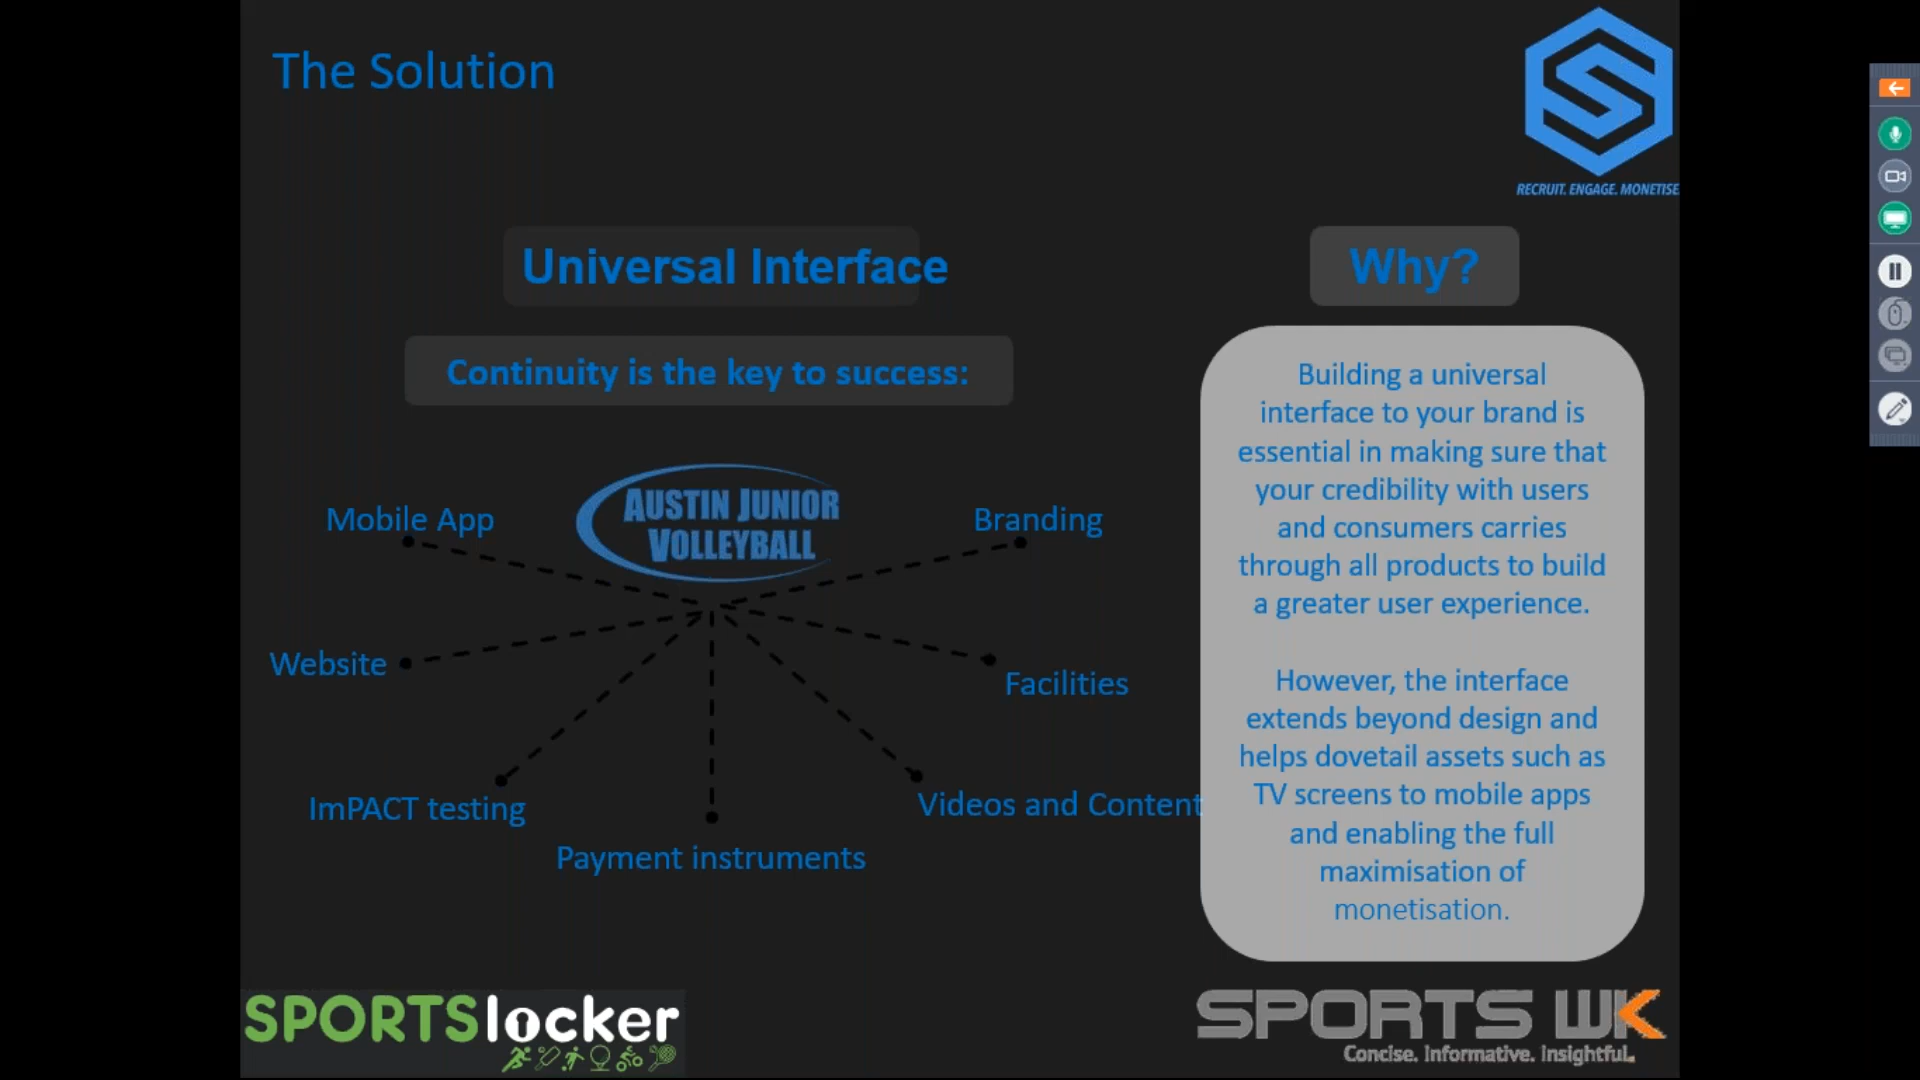 The Solution
RECRUIT. ENGAGE. MONETISE
Universal Interface
Why?
Continuity is the key to success:
AUSTIN JUNIOR
VOLLEYBALL
Mobile App
Branding
Website
Facilities
ImPACT testing
Videos and Content
Payment instruments
Building a universal
interface to your brand is
essential in making sure that
your credibility with users
and consumers carries
through all products to build
a greater user experience.
However, the interface
extends beyond design and
helps dovetail assets such as
TV screens to mobile apps
and enabling the full
maximisation of
monetisation.
SPORTSlocker
SPORTS WK
Concise. Informative. Insightful.